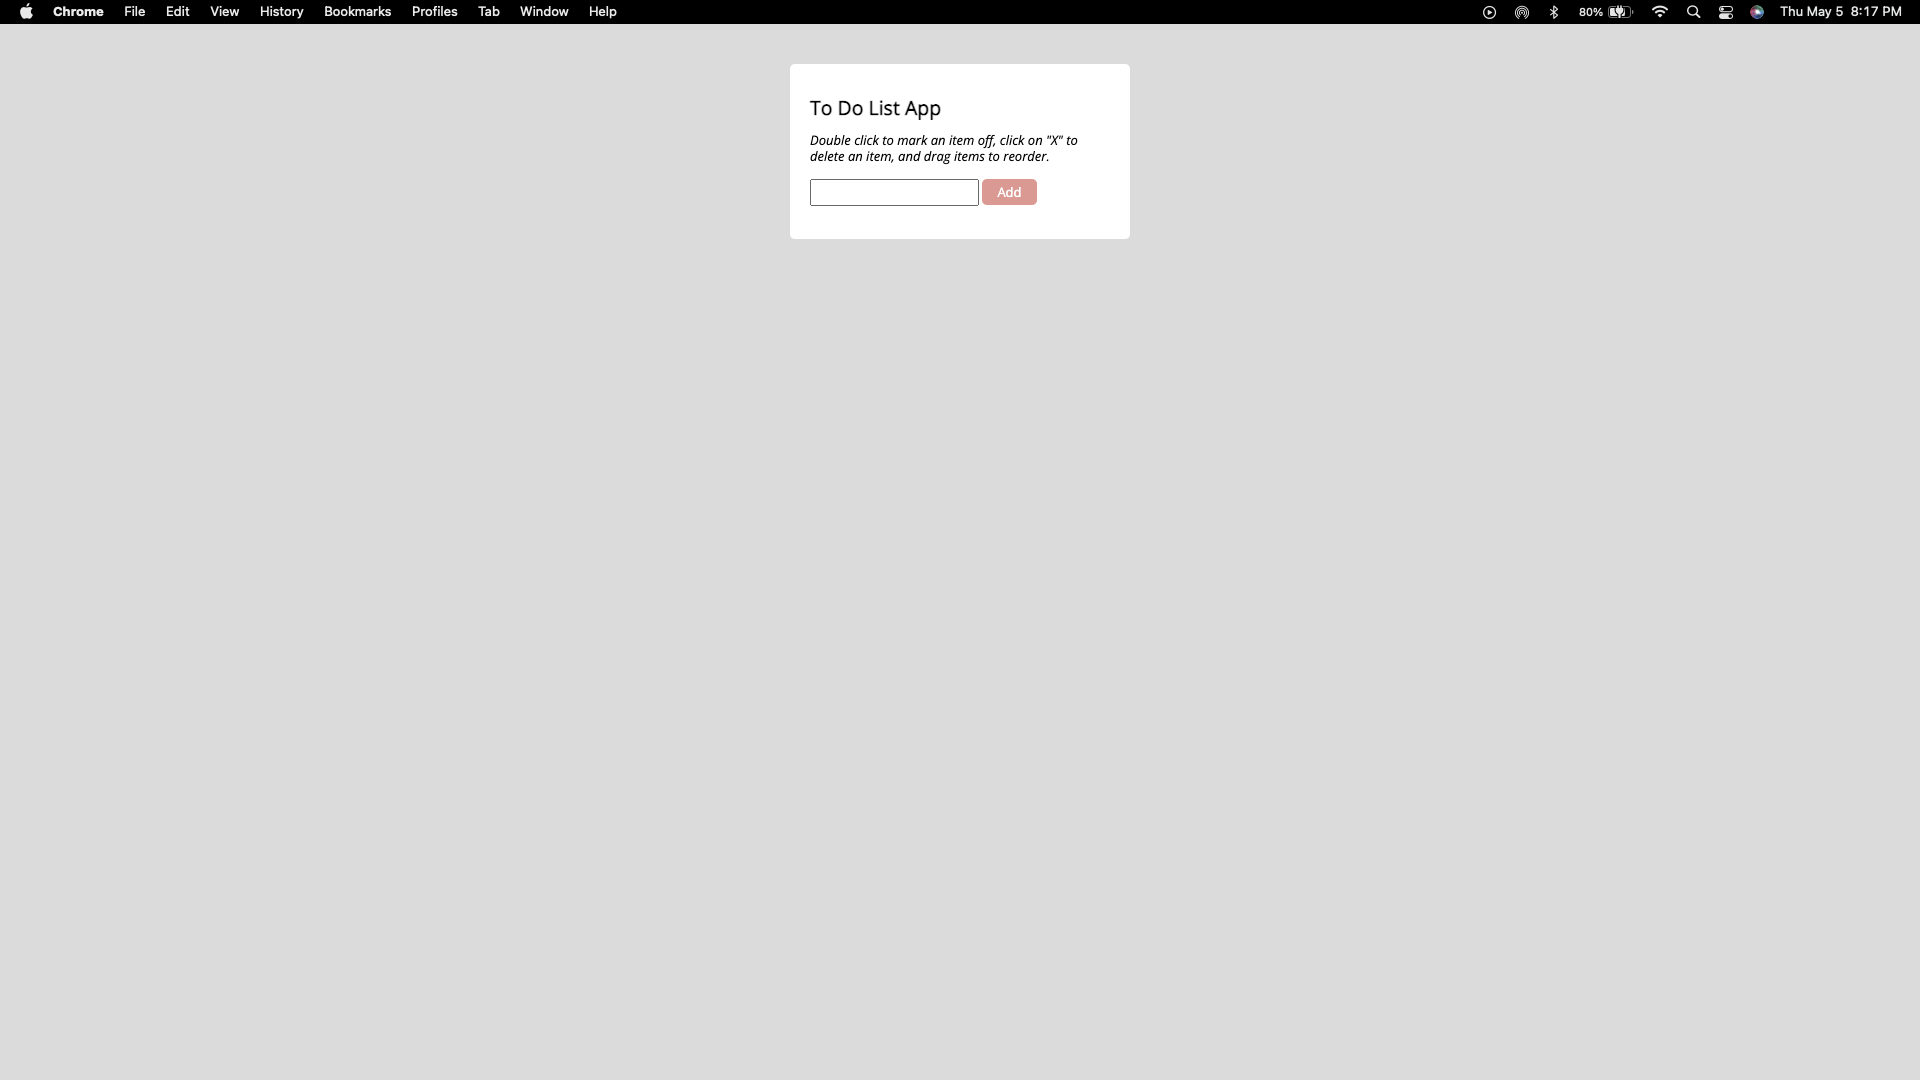 Chrome File Edit View History Bookmarks Profiles Tab Window Help 80% Thu May 5 8:17 PM
To Do List App
Double click to mark an item off, click on "X" to
delete an item, and drag items to reorder.
Add